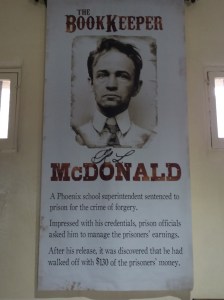 THE
BOOKKEEPER
McDONALD
A Phoenix school superintendent sentenced to
prison for the crime of forgery.
Impressed with his credentials, prison officials
asked him to manage the prisoners' earnings.
After his release, it was discovered that he had
walked off with $130 of the prisoners' money.